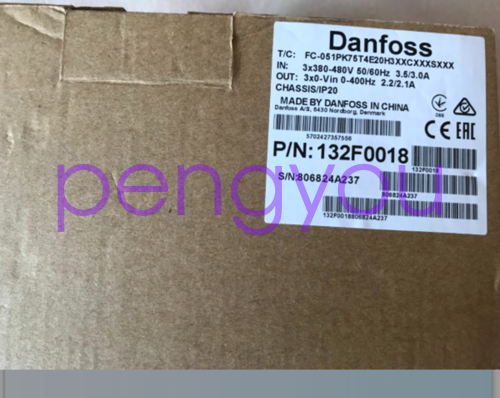 Danfoss
T/C: FC-051PK75T4E20H3XXCXXXSXXX
IN: 3x380-480V 50/60Hz 3.5/3.0A
OUT: 3x0-Vin 0-400Hz 2.2/2.1A
CHASSIS/IP20
MADE BY DANFOSS IN CHINA
Danfoss A/S, 6430 Nordborg, Denmark
CE EAC
5702427357556
P/N:132F0018
132F0018
S/N:806824A237
806824A237
132F0018806824A237
pengyou